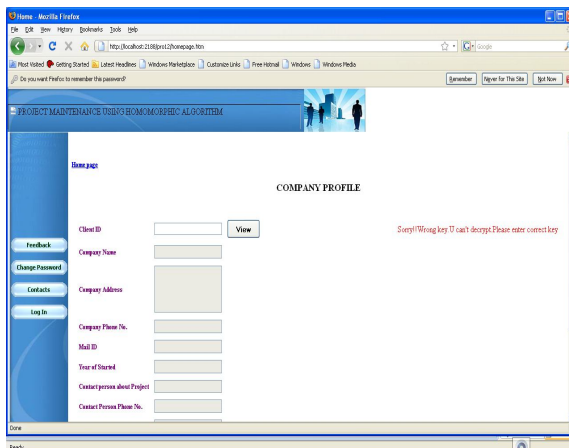 Home - Mozilla Firefox
File Edit View History Bookmarks Tools Help
http://localhost:2188/pro12/homepage.htm
Google
Most Visited Getting Started Latest Headlines Windows Marketplace Customize Links Free Hotmail Windows Windows Media
Do you want Firefox to remember this password?
Remember Never for This Site Not Now
PROJECT MAINTENANCE USING HOMOMORPHIC ALGORITHM
Home page
COMPANY PROFILE
Client ID View Sorry!!Wrong key.U can't decrypt.Please enter correct key
Feedback
Company Name
Change Password
Contacts
Company Address
Log In
Company Phone No.
Mail ID
Year of Started
Contact person about Project
Contact Person Phone No.
Done
Ready